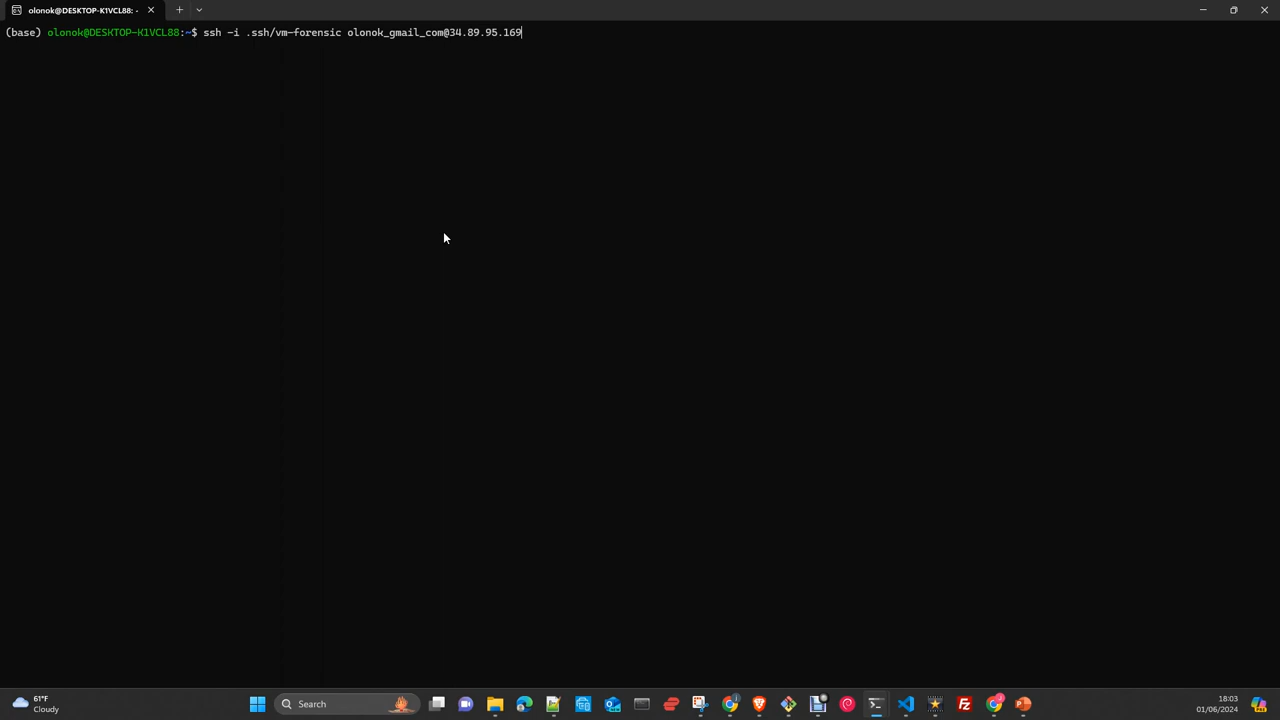 olonok@DESKTOP-K1VCL88: ~
(base) olonok@DESKTOP-K1VCL88:~$ ssh -i .ssh/vm-forensic olonok_gmail_com@34.89.95.169
61°F
Cloudy
Search
18:03
01/06/2024